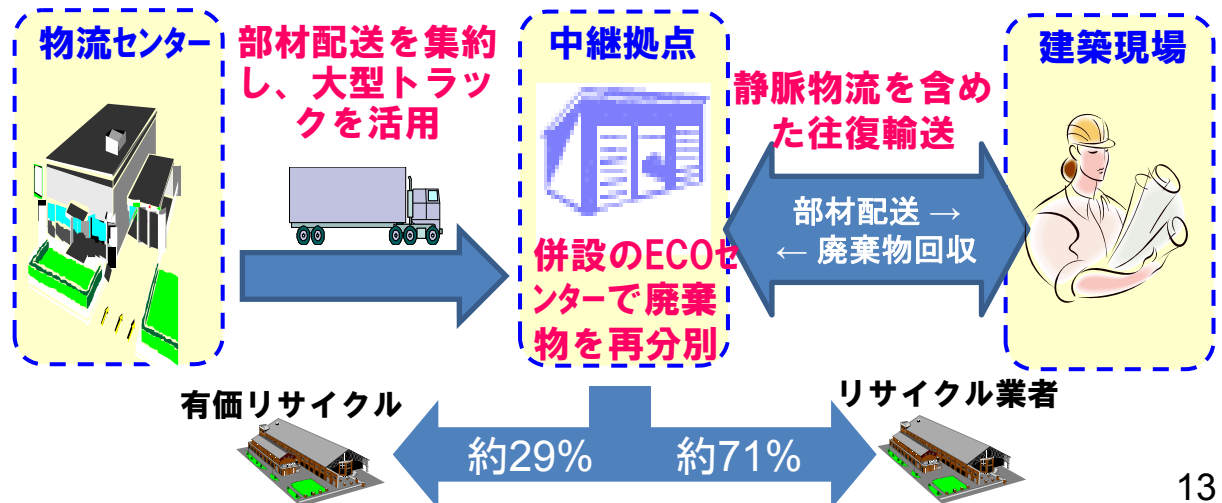 物流センター
部材配送を集約
し、大型トラッ
クを活用
中継拠点
併設のECOセ
ンターで廃棄
物を再分別
静脈物流を含め
た往復輸送
部材配送 →
← 廃棄物回収
建築現場
有価リサイクル
約29%
約71%
リサイクル業者
13